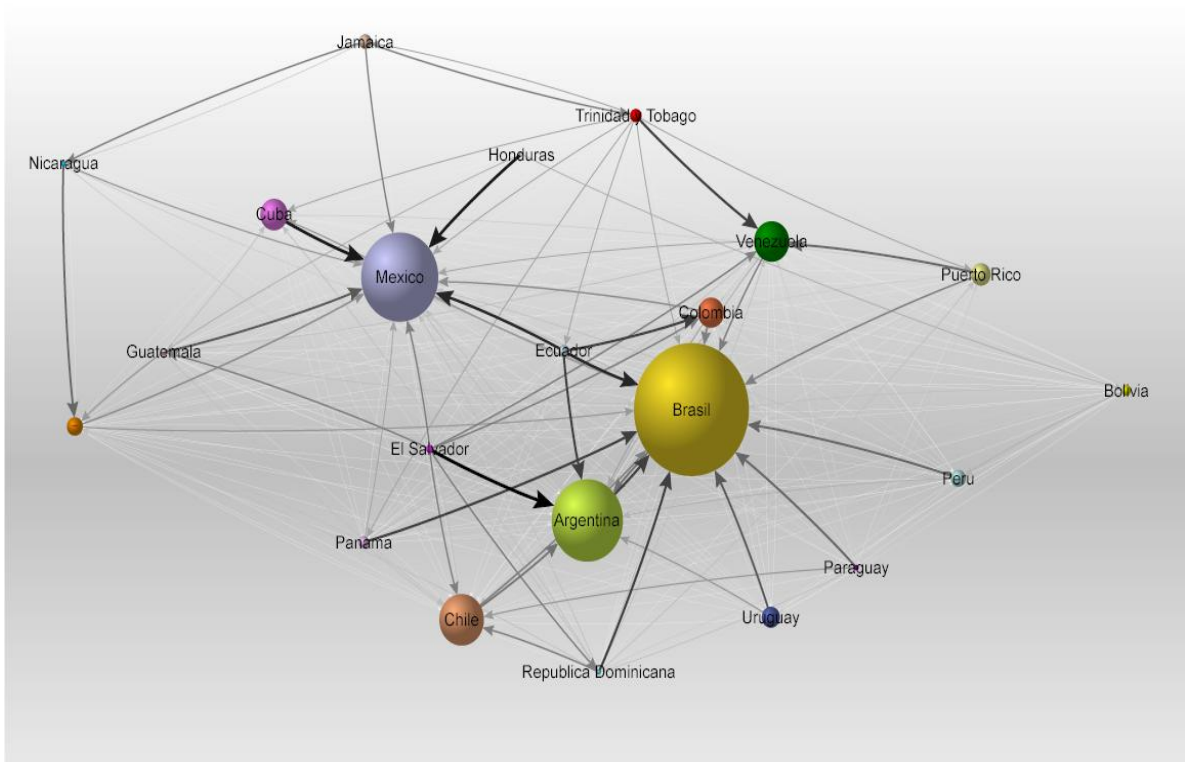 Jamaica
Trinidad y Tobago
Honduras
Nicaragua
Cuba
Venezuela
Mexico
Puerto Rico
Colombia
Guatemala
Ecuador
Bolivia
Brasil
El Salvador
Peru
Argentina
Panama
Paraguay
Chile
Uruguay
Republica Dominicana